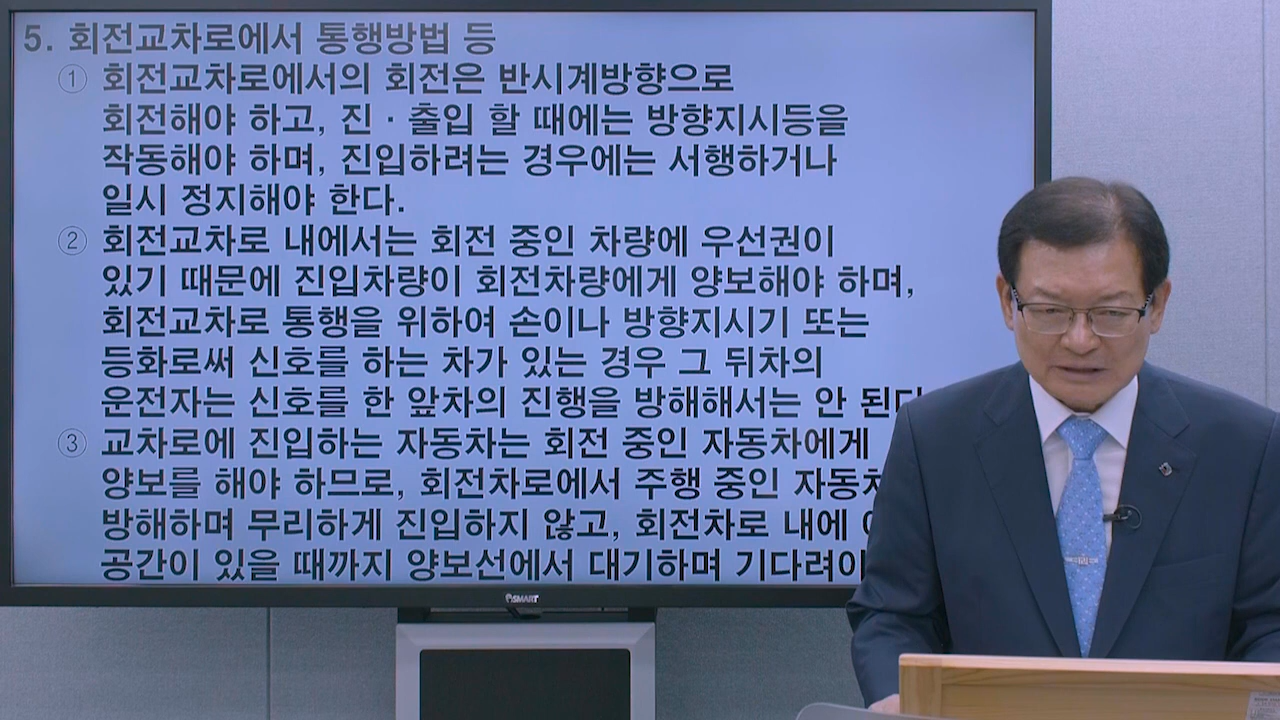 5. 회전교차로에서 통행방법 등
① 회전교차로에서의 회전은 반시계방향으로
회전해야 하고, 진·출입 할 때에는 방향지시등을
작동해야 하며, 진입하려는 경우에는 서행하거나
일시 정지해야 한다.
② 회전교차로 내에서는 회전 중인 차량에 우선권이
있기 때문에 진입차량이 회전차량에게 양보해야 하며,
회전교차로 통행을 위하여 손이나 방향지시기 또는
등화로써 신호를 하는 차가 있는 경우 그 뒤차의
운전자는 신호를 한 앞차의 진행을 방해해서는 안 된다
③ 교차로에 진입하는 자동차는 회전 중인 자동차에게
양보를 해야 하므로, 회전차로에서 주행 중인 자동차
방해하며 무리하게 진입하지 않고, 회전차로 내에
공간이 있을 때까지 양보선에서 대기하며 기다려야
SMART